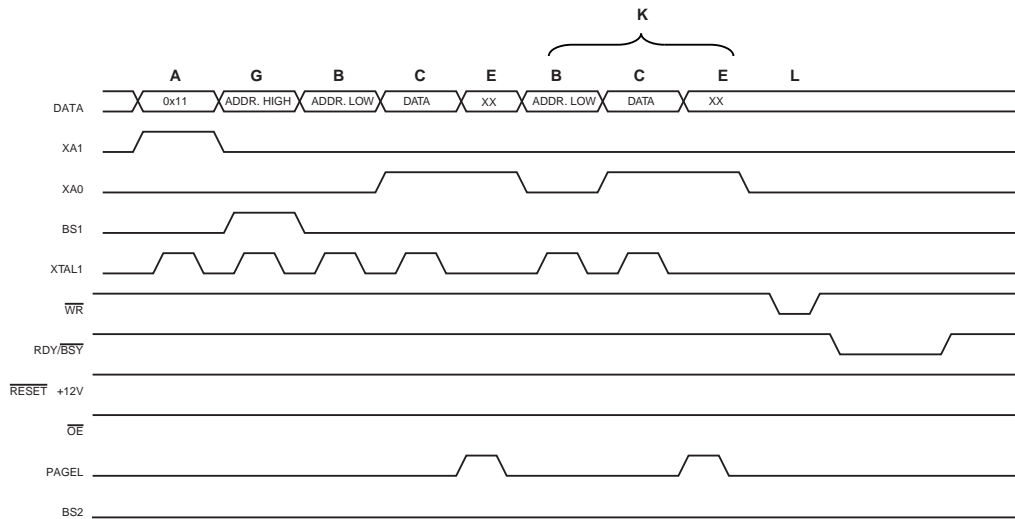 K
A G B C E B C E L
DATA 0x11 ADDR. HIGH ADDR. LOW DATA XX ADDR. LOW DATA XX
XA1
XA0
BS1
XTAL1
WR
RDY/BSY
RESET +12V
OE
PAGEL
BS2